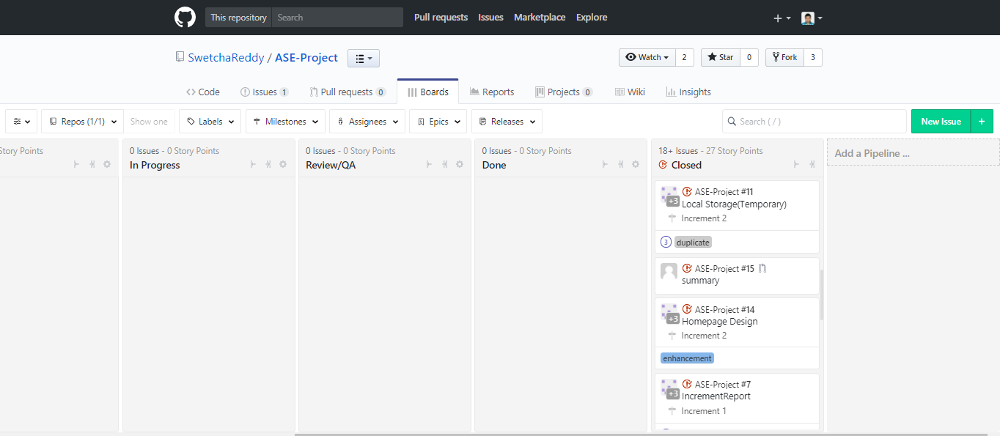 This repository Search Pull requests Issues Marketplace Explore
SwetchaReddy / ASE-Project Watch 2 Star 0 Fork 3
Code Issues 1 Pull requests 0 Boards Reports Projects 0 Wiki Insights
Repos (1/1) Show one Labels Milestones Assignees Epics Releases Search ( / ) New Issue +
Story Points
0 Issues - 0 Story Points
In Progress
0 Issues - 0 Story Points
Review/QA
0 Issues - 0 Story Points
Done
18+ Issues - 27 Story Points
Closed
+3 ASE-Project #11
Local Storage(Temporary)
Increment 2
3 duplicate
ASE-Project #15
summary
+3 ASE-Project #14
Homepage Design
Increment 2
enhancement
+3 ASE-Project #7
IncrementReport
Increment 1
Add a Pipeline ...